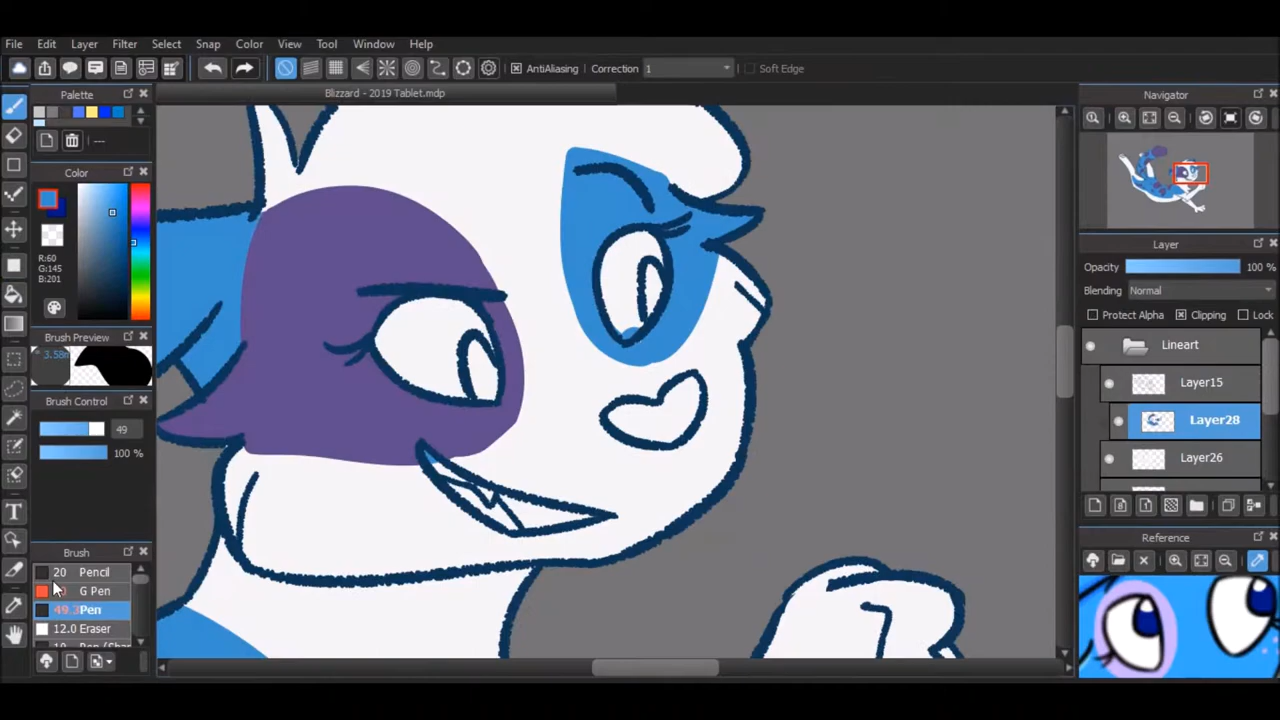 File Edit Layer Filter Select Snap Color View Tool Window Help
AntiAliasing Correction 1 Soft Edge
Palette
Blizzard - 2019 Tablet.mdp
Navigator
---
Color
R:60
G:145
B:201
Layer
Opacity 100 %
Blending Normal
Protect Alpha Clipping Lock
Brush Preview
Lineart
Layer15
Brush Control
49
100 %
Layer28
Layer26
Brush
Reference
20 Pencil
G Pen
Pen
12.0 Eraser